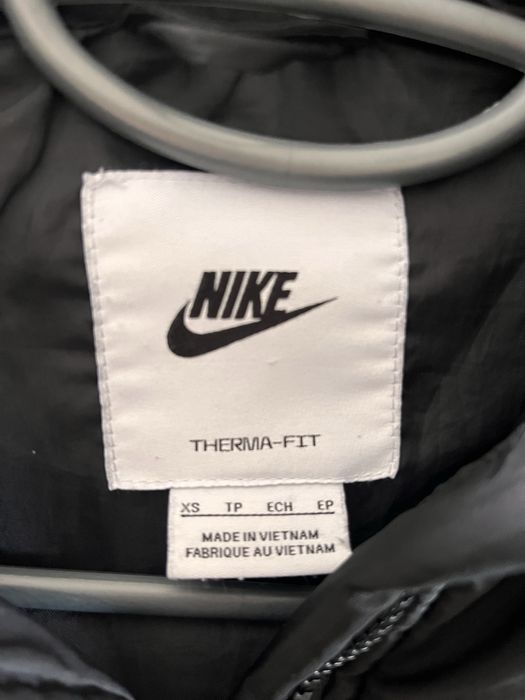 NIKE
THERMA-FIT
XS TP ECH EP
MADE IN VIETNAM
FABRIQUE AU VIETNAM